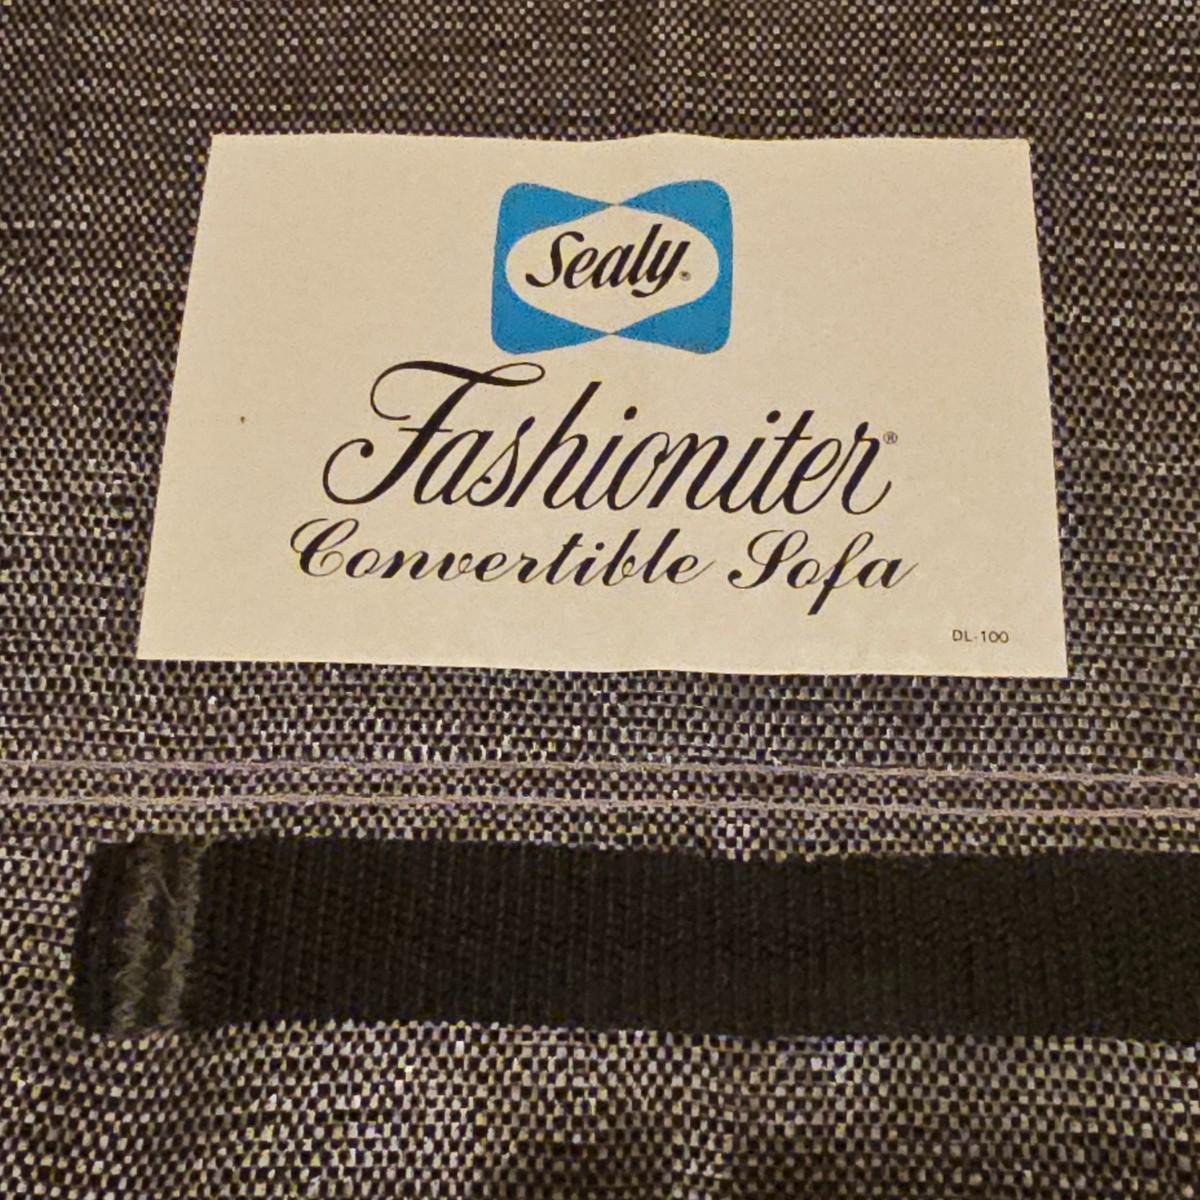 Sealy®
Fashioniter®
Convertible Sofa
DL-100